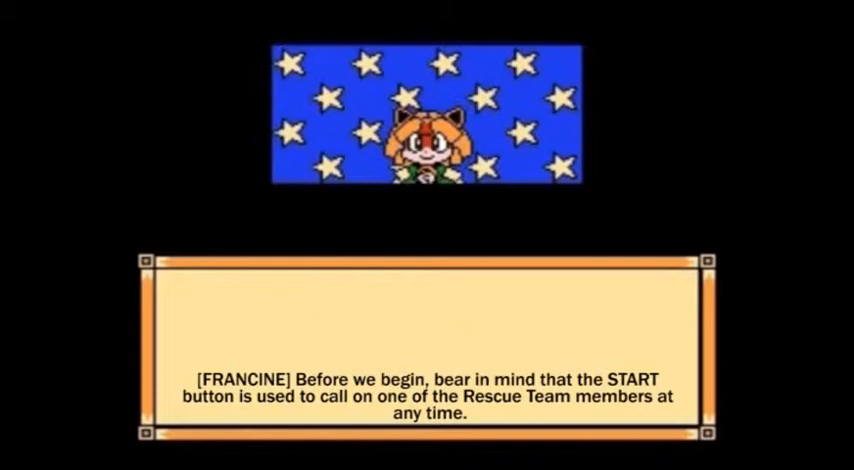 [FRANCINE] Before we begin, bear in mind that the START
button is used to call on one of the Rescue Team members at
any time.